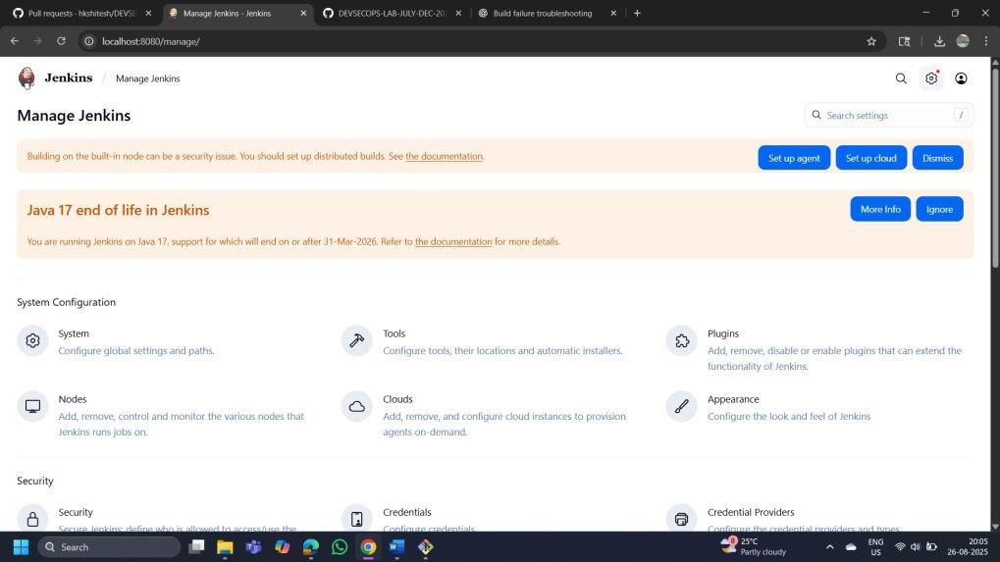 Pull requests · hkshitesh/DEVSE
Manage Jenkins - Jenkins
DEVSECOPS-LAB-JULY-DEC-202
Build failure troubleshooting
localhost:8080/manage/
Jenkins / Manage Jenkins
Manage Jenkins
Search settings
/
Building on the built-in node can be a security issue. You should set up distributed builds. See the documentation.
Set up agent
Set up cloud
Dismiss
Java 17 end of life in Jenkins
More Info
Ignore
You are running Jenkins on Java 17, support for which will end on or after 31-Mar-2026. Refer to the documentation for more details.
System Configuration
System
Configure global settings and paths.
Tools
Configure tools, their locations and automatic installers.
Plugins
Add, remove, disable or enable plugins that can extend the
functionality of Jenkins.
Nodes
Add, remove, control and monitor the various nodes that
Jenkins runs jobs on.
Clouds
Add, remove, and configure cloud instances to provision
agents on-demand.
Appearance
Configure the look and feel of Jenkins
Security
Security
Secure Jenkins; define who is allowed to access/use the
Credentials
Configure credentials
Credential Providers
Configure the credential providers and types
Search
8
25°C
Partly cloudy
ENG
US
20:05
26-08-2025